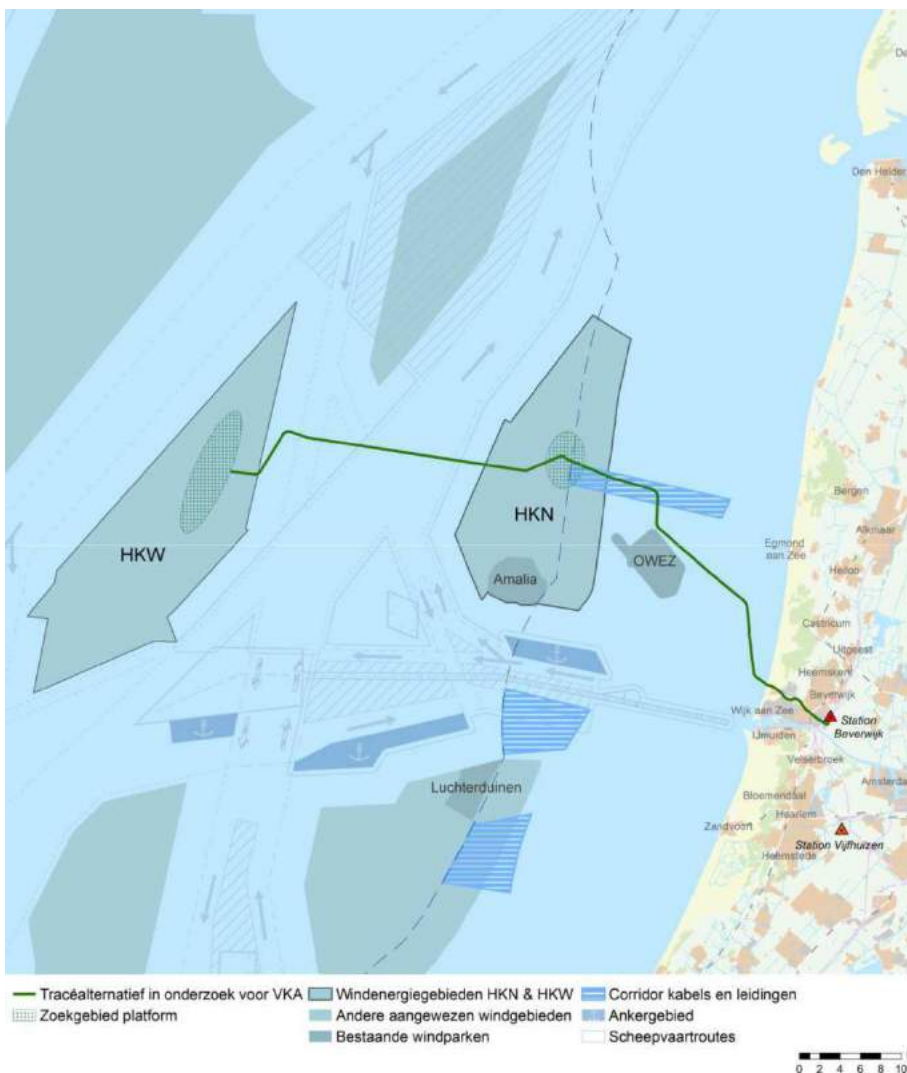 Den Helder
HKW
HKN
Amalia
OWEZ
Bergen
Alkmaar
Egmond
aan Zee
Heiloo
Castricum
Uitgeest
Heemskerk
Beverwijk
Wijk aan Zee
Station
Beverwijk
IJmuiden
Velserbroek
Luchterduinen
Bloemendaal
Amsterda
Haarlem
Zandvoort
Station Vijfhuizen
Heemstede
Tracéalternatief in onderzoek voor VKA
Windenergiegebieden HKN & HKW
Corridor kabels en leidingen
Zoekgebied platform
Andere aangewezen windgebieden
Ankergebied
Bestaande windparken
Scheepvaartroutes
0 2 4 6 8 10